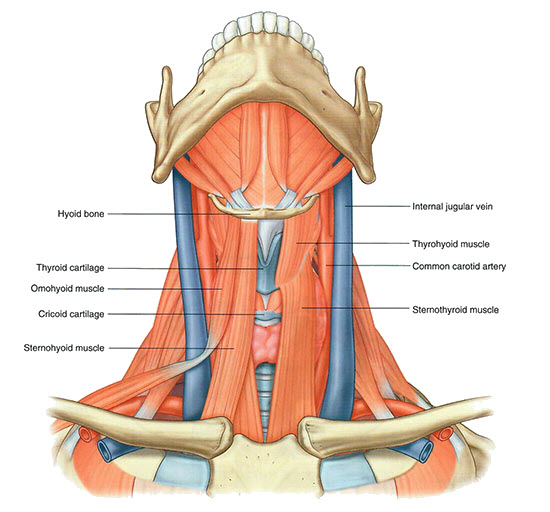 Hyoid bone
Thyroid cartilage
Omohyoid muscle
Cricoid cartilage
Sternohyoid muscle
Internal jugular vein
Thyrohyoid muscle
Common carotid artery
Sternothyroid muscle